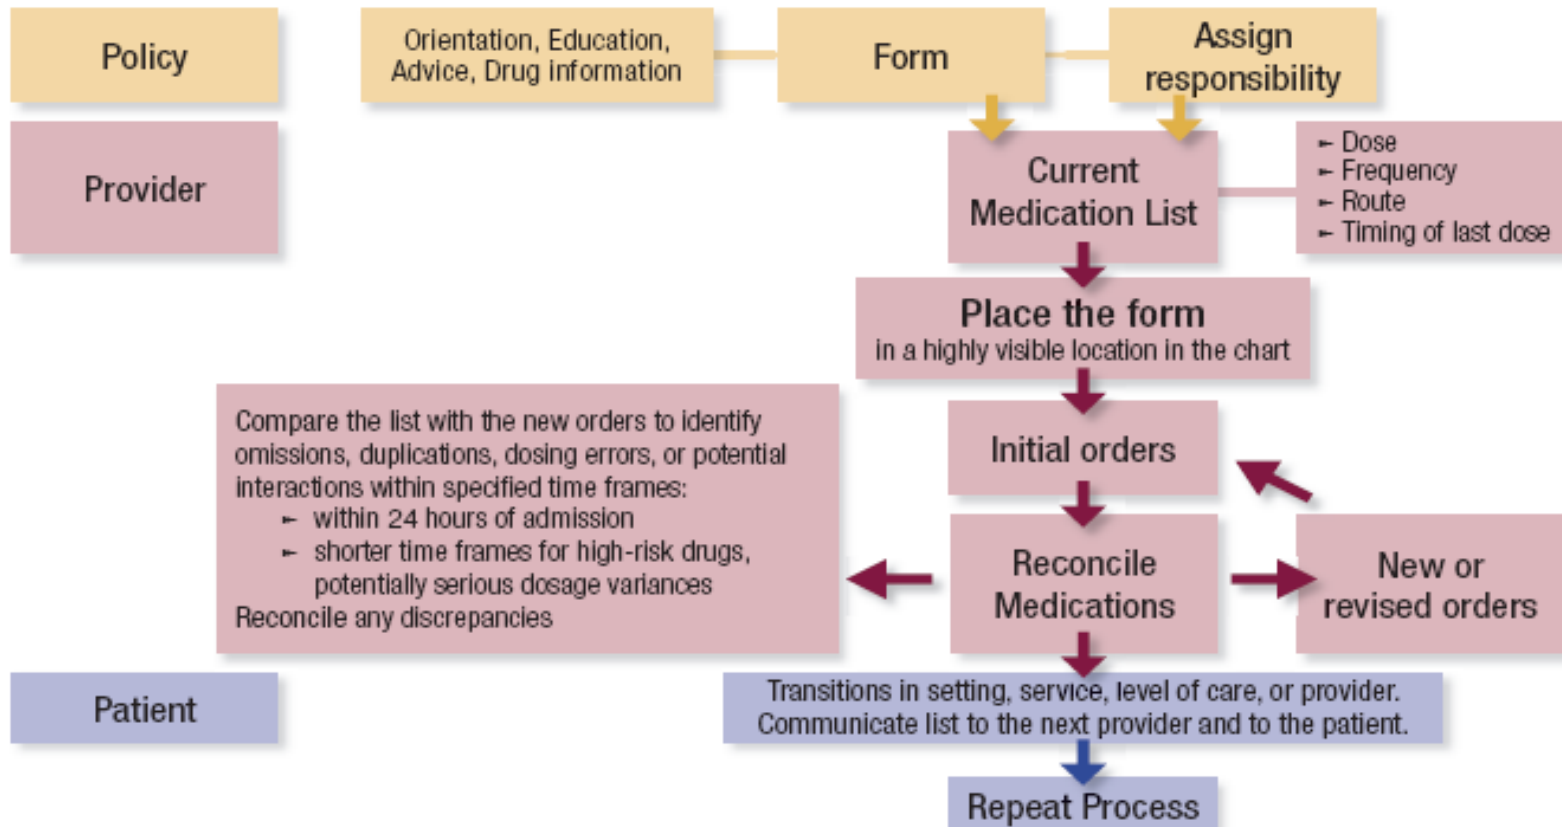 Policy
Orientation, Education,
Advice, Drug information
Form
Assign
responsibility
Provider
Current
Medication List
► Dose
► Frequency
► Route
► Timing of last dose
Place the form
in a highly visible location in the chart
Compare the list with the new orders to identify
omissions, duplications, dosing errors, or potential
interactions within specified time frames:
► within 24 hours of admission
► shorter time frames for high-risk drugs,
potentially serious dosage variances
Reconcile any discrepancies
Initial orders
Reconcile
Medications
New or
revised orders
Patient
Transitions in setting, service, level of care, or provider.
Communicate list to the next provider and to the patient.
Repeat Process